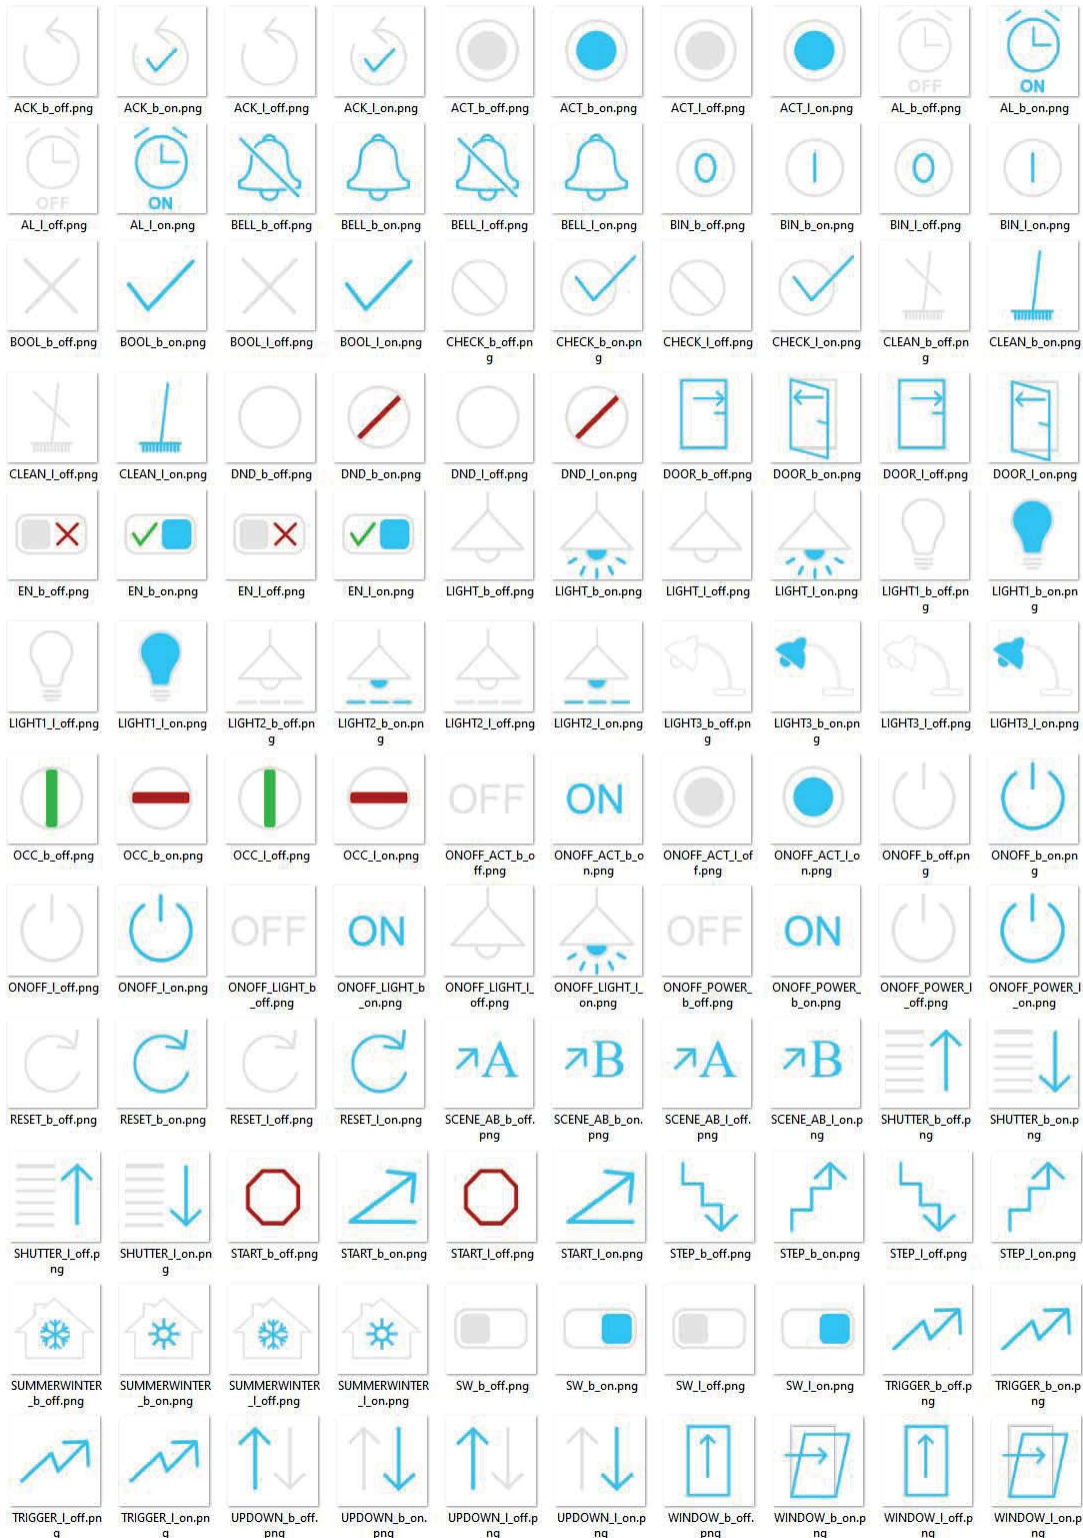 ACK_b_off.png
ACK_b_on.png
ACK_l_off.png
ACK_l_on.png
ACT_b_off.png
ACT_b_on.png
ACT_l_off.png
ACT_l_on.png
OFF
AL_b_off.png
ON
AL_b_on.png
OFF
AL_l_off.png
ON
AL_l_on.png
BELL_b_off.png
BELL_b_on.png
BELL_l_off.png
BELL_l_on.png
0
BIN_b_off.png
I
BIN_b_on.png
0
BIN_l_off.png
I
BIN_l_on.png
BOOL_b_off.png
BOOL_b_on.png
BOOL_l_off.png
BOOL_l_on.png
CHECK_b_off.pn
g
CHECK_b_on.pn
g
CHECK_l_off.png
CHECK_l_on.png
CLEAN_b_off.pn
g
CLEAN_b_on.png
CLEAN_l_off.png
CLEAN_l_on.png
DND_b_off.png
DND_b_on.png
DND_l_off.png
DND_l_on.png
DOOR_b_off.png
DOOR_b_on.png
DOOR_l_off.png
DOOR_l_on.png
EN_b_off.png
EN_b_on.png
EN_l_off.png
EN_l_on.png
LIGHT_b_off.png
LIGHT_b_on.png
LIGHT_l_off.png
LIGHT_l_on.png
LIGHT1_b_off.pn
g
LIGHT1_b_on.pn
g
LIGHT1_l_off.png
LIGHT1_l_on.png
LIGHT2_b_off.pn
g
LIGHT2_b_on.pn
g
LIGHT2_l_off.png
LIGHT2_l_on.png
LIGHT3_b_off.pn
g
LIGHT3_b_on.pn
g
LIGHT3_l_off.png
LIGHT3_l_on.png
OCC_b_off.png
OCC_b_on.png
OCC_l_off.png
OCC_l_on.png
OFF
ONOFF_ACT_b_o
ff.png
ON
ONOFF_ACT_b_o
n.png
ONOFF_ACT_l_of
f.png
ONOFF_ACT_l_o
n.png
ONOFF_b_off.pn
g
ONOFF_b_on.pn
g
ONOFF_l_off.png
ONOFF_l_on.png
OFF
ONOFF_LIGHT_b
_off.png
ON
ONOFF_LIGHT_b
_on.png
ONOFF_LIGHT_l_
off.png
ONOFF_LIGHT_l_
on.png
OFF
ONOFF_POWER_
b_off.png
ON
ONOFF_POWER_
b_on.png
ONOFF_POWER_l
_off.png
ONOFF_POWER_l
_on.png
RESET_b_off.png
RESET_b_on.png
RESET_l_off.png
RESET_l_on.png
A
SCENE_AB_b_off.
png
B
SCENE_AB_b_on.
png
A
SCENE_AB_l_off.
png
B
SCENE_AB_l_on.p
ng
SHUTTER_b_off.p
ng
SHUTTER_b_on.p
ng
SHUTTER_l_off.p
ng
SHUTTER_l_on.pn
g
START_b_off.png
START_b_on.png
START_l_off.png
START_l_on.png
STEP_b_off.png
STEP_b_on.png
STEP_l_off.png
STEP_l_on.png
SUMMERWINTER
_b_off.png
SUMMERWINTER
_b_on.png
SUMMERWINTER
_l_off.png
SUMMERWINTER
_l_on.png
SW_b_off.png
SW_b_on.png
SW_l_off.png
SW_l_on.png
TRIGGER_b_off.p
ng
TRIGGER_b_on.p
ng
TRIGGER_l_off.pn
g
TRIGGER_l_on.pn
g
UPDOWN_b_off.
png
UPDOWN_b_on.
png
UPDOWN_l_off.p
ng
UPDOWN_l_on.p
ng
WINDOW_b_off.
png
WINDOW_b_on.p
ng
WINDOW_l_off.p
ng
WINDOW_l_on.p
ng